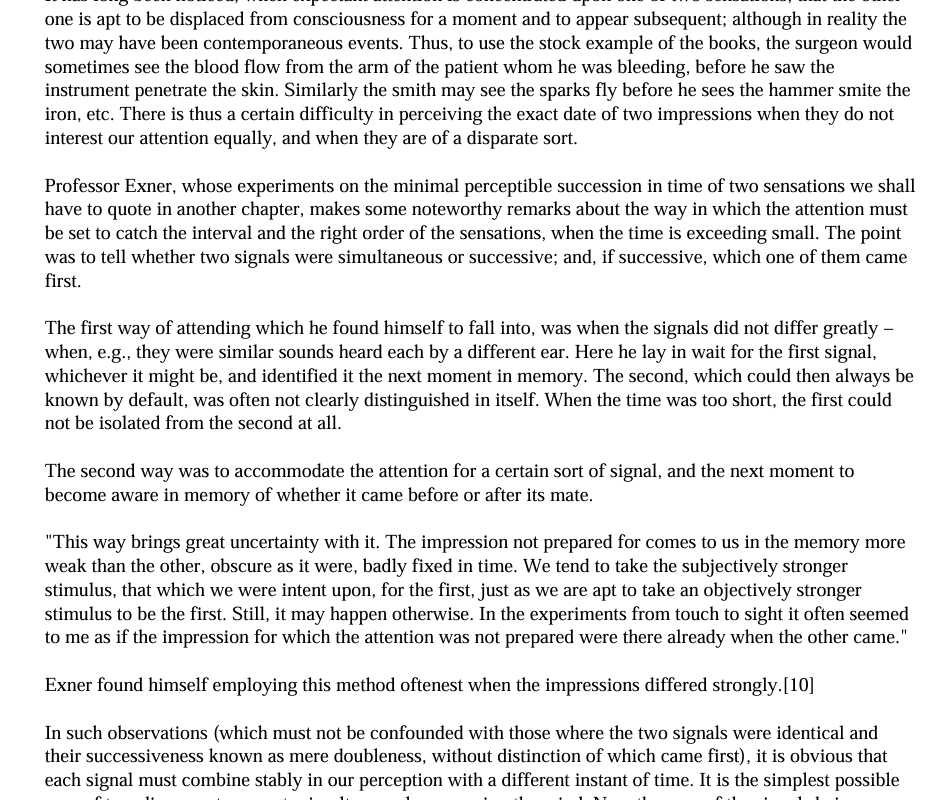 one is apt to be displaced from consciousness for a moment and to appear subsequent; although in reality the
two may have been contemporaneous events. Thus, to use the stock example of the books, the surgeon would
sometimes see the blood flow from the arm of the patient whom he was bleeding, before he saw the
instrument penetrate the skin. Similarly the smith may see the sparks fly before he sees the hammer smite the
iron, etc. There is thus a certain difficulty in perceiving the exact date of two impressions when they do not
interest our attention equally, and when they are of a disparate sort.
Professor Exner, whose experiments on the minimal perceptible succession in time of two sensations we shall
have to quote in another chapter, makes some noteworthy remarks about the way in which the attention must
be set to catch the interval and the right order of the sensations, when the time is exceeding small. The point
was to tell whether two signals were simultaneous or successive; and, if successive, which one of them came
first.
The first way of attending which he found himself to fall into, was when the signals did not differ greatly –
when, e.g., they were similar sounds heard each by a different ear. Here he lay in wait for the first signal,
whichever it might be, and identified it the next moment in memory. The second, which could then always be
known by default, was often not clearly distinguished in itself. When the time was too short, the first could
not be isolated from the second at all.
The second way was to accommodate the attention for a certain sort of signal, and the next moment to
become aware in memory of whether it came before or after its mate.
"This way brings great uncertainty with it. The impression not prepared for comes to us in the memory more
weak than the other, obscure as it were, badly fixed in time. We tend to take the subjectively stronger
stimulus, that which we were intent upon, for the first, just as we are apt to take an objectively stronger
stimulus to be the first. Still, it may happen otherwise. In the experiments from touch to sight it often seemed
to me as if the impression for which the attention was not prepared were there already when the other came."
Exner found himself employing this method oftenest when the impressions differed strongly.[10]
In such observations (which must not be confounded with those where the two signals were identical and
their successiveness known as mere doubleness, without distinction of which came first), it is obvious that
each signal must combine stably in our perception with a different instant of time. It is the simplest possible